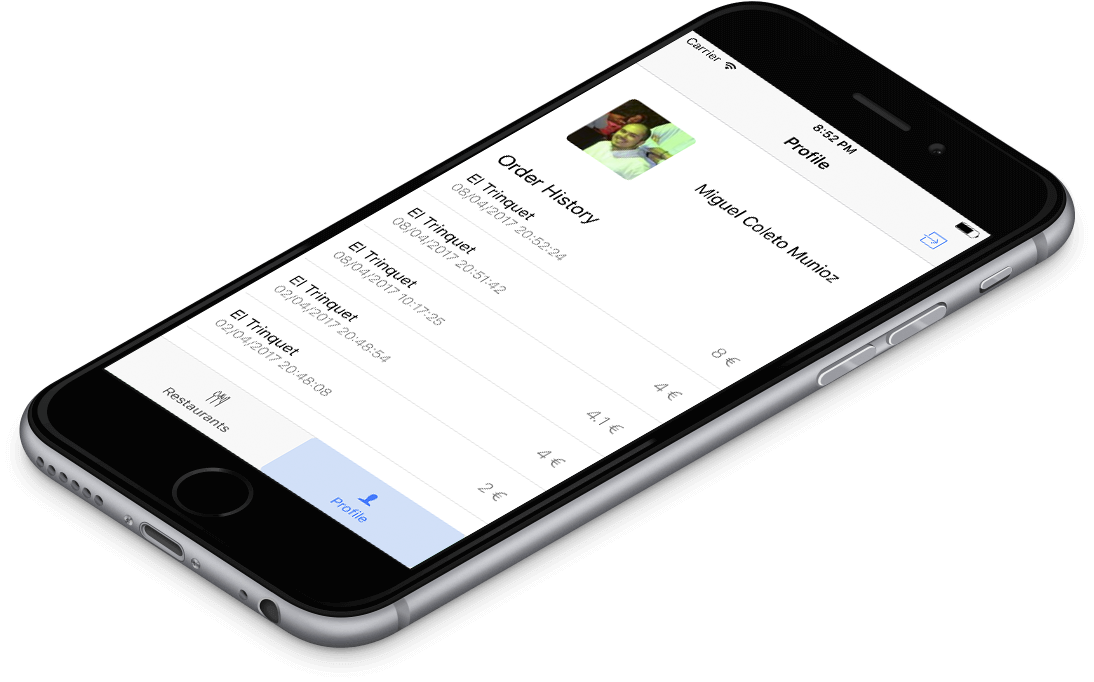 Carrier
8:52 PM
Profile
Miguel Coleto Munioz
Order History
El Trinquet
08/04/2017 20:52:24
8 €
El Trinquet
08/04/2017 20:51:42
4 €
El Trinquet
08/04/2017 10:17:25
4.1 €
El Trinquet
02/04/2017 20:48:54
4 €
El Trinquet
02/04/2017 20:48:08
2 €
Restaurants
Profile